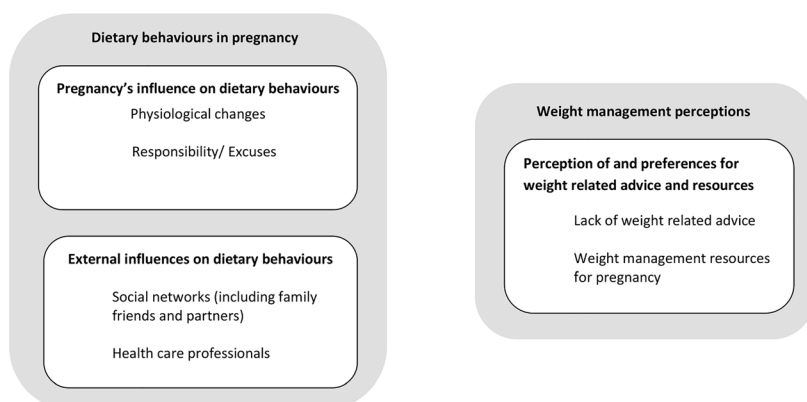 Dietary behaviours in pregnancy
Pregnancy's influence on dietary behaviours
Physiological changes
Responsibility/ Excuses
External influences on dietary behaviours
Social networks (including family
friends and partners)
Health care professionals
Weight management perceptions
Perception of and preferences for
weight related advice and resources
Lack of weight related advice
Weight management resources
for pregnancy